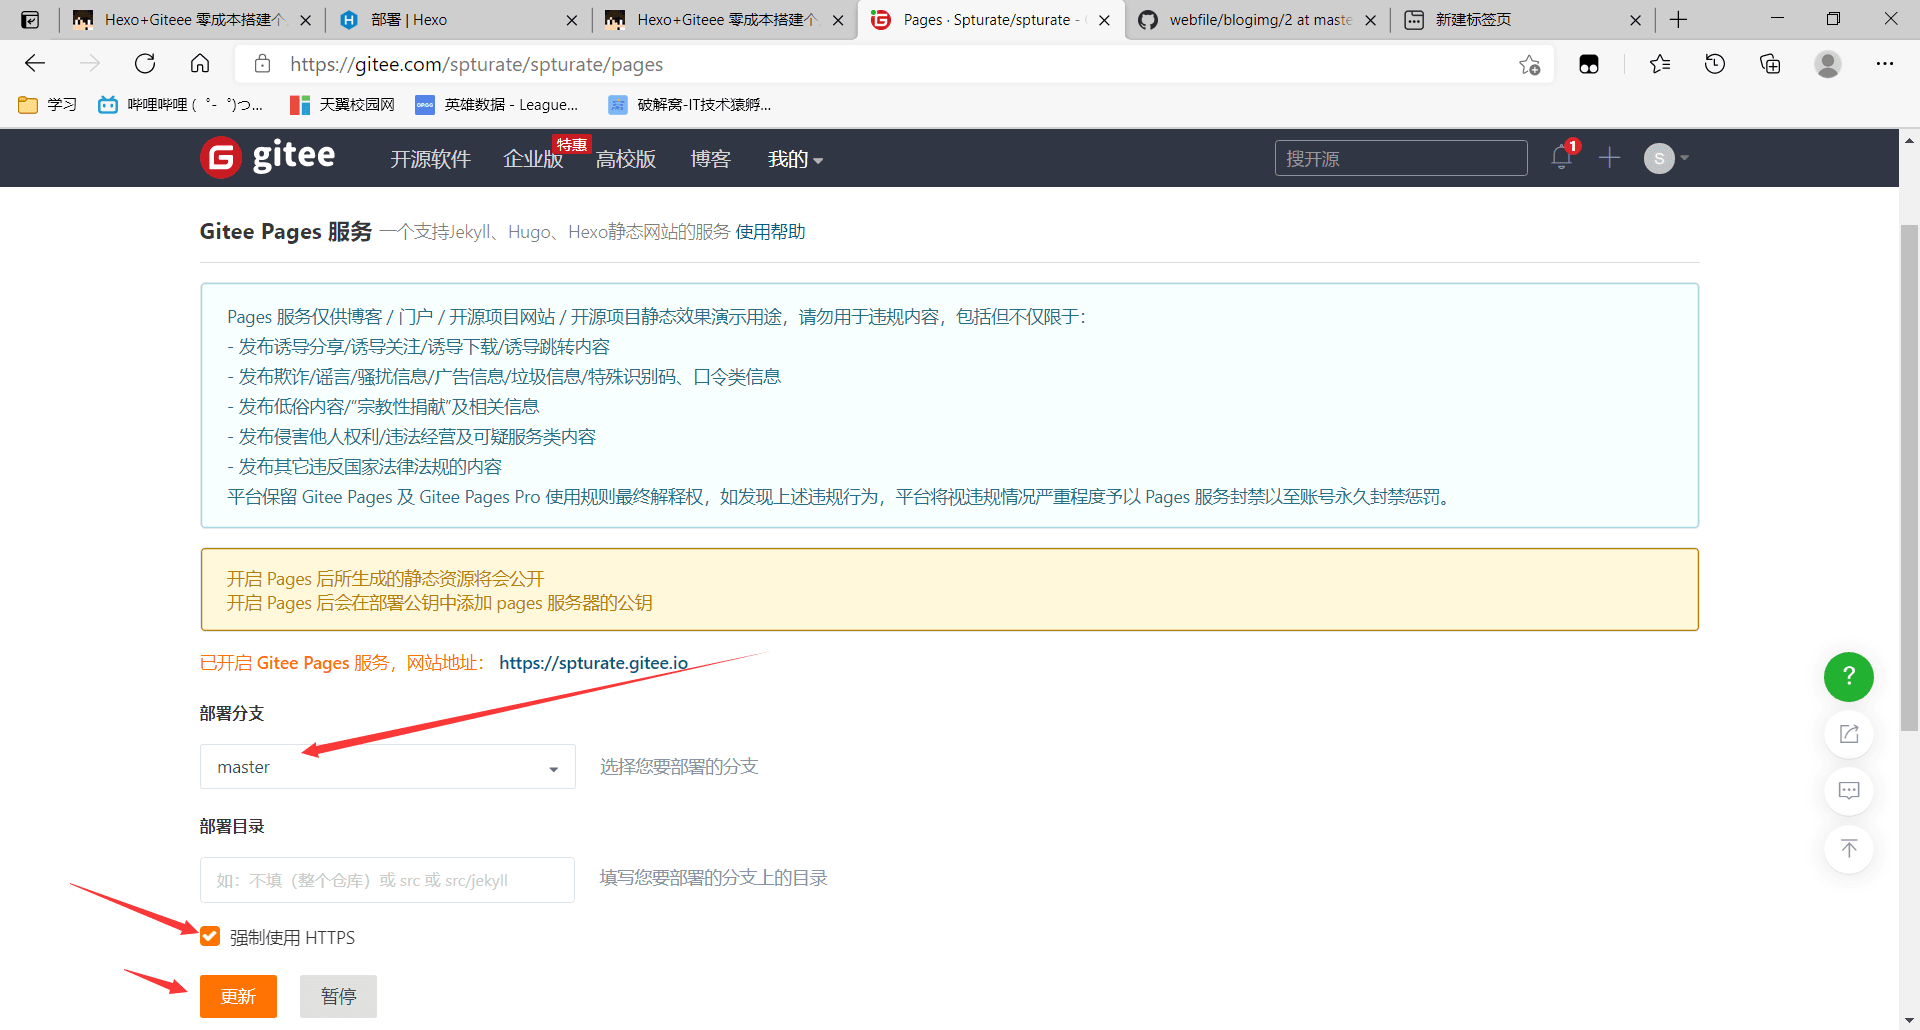 Hexo+Giteee 零成本搭建个
部署 | Hexo
Hexo+Giteee 零成本搭建个
Pages · Spturate/spturate -
webfile/blogimg/2 at maste
新建标签页
https://gitee.com/spturate/spturate/pages
学习
哔哩哔哩 (゜-゜)つ...
天翼校园网
OP.GG
英雄数据 - League...
破解窝-IT技术猿孵...
gitee
开源软件
企业版
特惠
高校版
博客
我的
搜开源
1
S
Gitee Pages 服务 一个支持Jekyll、Hugo、Hexo静态网站的服务 使用帮助
Pages 服务仅供博客 / 门户 / 开源项目网站 / 开源项目静态效果演示用途，请勿用于违规内容，包括但不仅限于：
- 发布诱导分享/诱导关注/诱导下载/诱导跳转内容
- 发布欺诈/谣言/骚扰信息/广告信息/垃圾信息/特殊识别码、口令类信息
- 发布低俗内容/“宗教性捐献”及相关信息
- 发布侵害他人权利/违法经营及可疑服务类内容
- 发布其它违反国家法律法规的内容
平台保留 Gitee Pages 及 Gitee Pages Pro 使用规则最终解释权，如发现上述违规行为，平台将视违规情况严重程度予以 Pages 服务封禁以至账号永久封禁惩罚。
开启 Pages 后所生成的静态资源将会公开
开启 Pages 后会在部署公钥中添加 pages 服务器的公钥
已开启 Gitee Pages 服务，网站地址： https://spturate.gitee.io
部署分支
master
选择您要部署的分支
部署目录
如：不填（整个仓库）或 src 或 src/jekyll
填写您要部署的分支上的目录
强制使用 HTTPS
更新
暂停
?